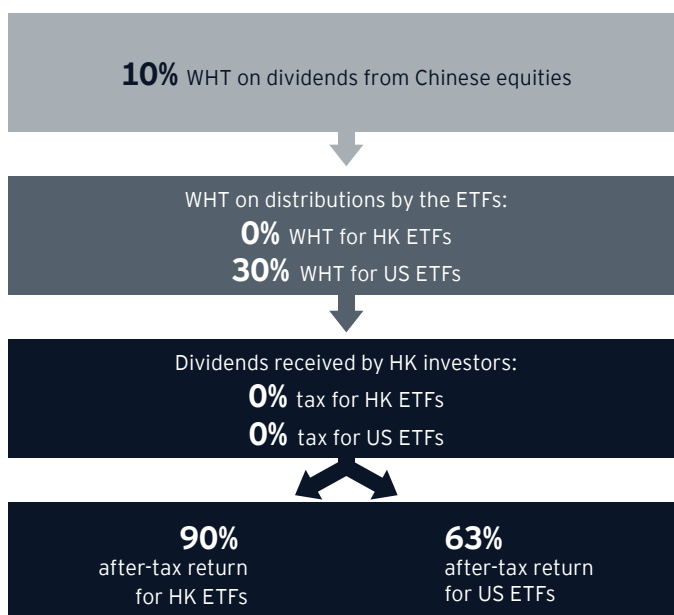 10% WHT on dividends from Chinese equities
WHT on distributions by the ETFs:
0% WHT for HK ETFs
30% WHT for US ETFs
Dividends received by HK investors:
0% tax for HK ETFs
0% tax for US ETFs
90%
after-tax return
for HK ETFs
63%
after-tax return
for US ETFs